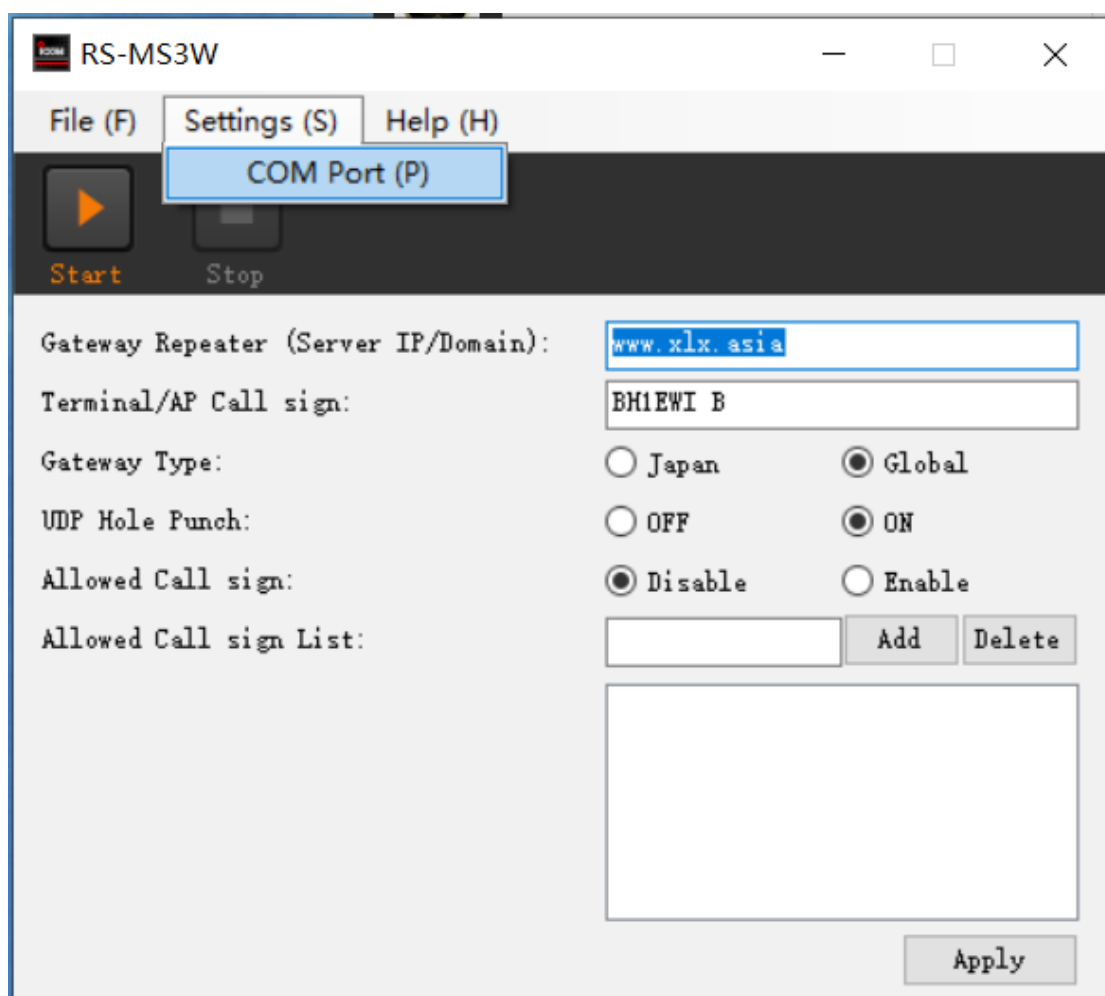 ICOM RS-MS3W
File (F) Settings (S) Help (H)
COM Port (P)
Start Stop
Gateway Repeater (Server IP/Domain): www.xlx.asia
Terminal/AP Call sign: BH1EWI B
Gateway Type: Japan Global
UDP Hole Punch: OFF ON
Allowed Call sign: Disable Enable
Allowed Call sign List: Add Delete
Apply